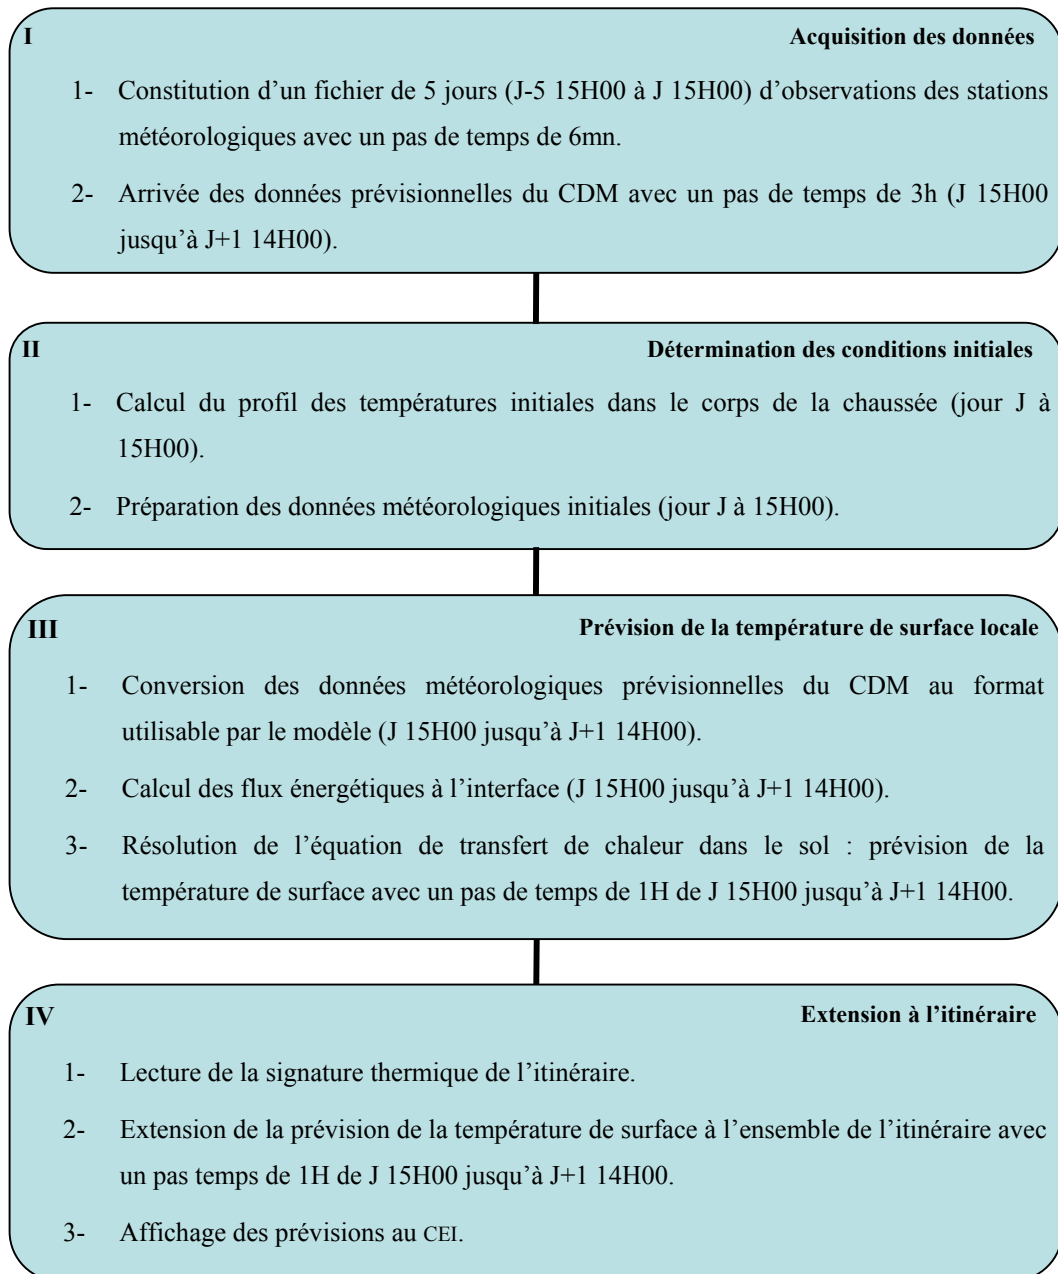 I Acquisition des données
1- Constitution d’un fichier de 5 jours (J-5 15H00 à J 15H00) d’observations des stations
météorologiques avec un pas de temps de 6mn.
2- Arrivée des données prévisionnelles du CDM avec un pas de temps de 3h (J 15H00
jusqu’à J+1 14H00).
II Détermination des conditions initiales
1- Calcul du profil des températures initiales dans le corps de la chaussée (jour J à
15H00).
2- Préparation des données météorologiques initiales (jour J à 15H00).
III Prévision de la température de surface locale
1- Conversion des données météorologiques prévisionnelles du CDM au format
utilisable par le modèle (J 15H00 jusqu’à J+1 14H00).
2- Calcul des flux énergétiques à l’interface (J 15H00 jusqu’à J+1 14H00).
3- Résolution de l’équation de transfert de chaleur dans le sol : prévision de la
température de surface avec un pas de temps de 1H de J 15H00 jusqu’à J+1 14H00.
IV Extension à l’itinéraire
1- Lecture de la signature thermique de l’itinéraire.
2- Extension de la prévision de la température de surface à l’ensemble de l’itinéraire avec
un pas temps de 1H de J 15H00 jusqu’à J+1 14H00.
3- Affichage des prévisions au CEI.